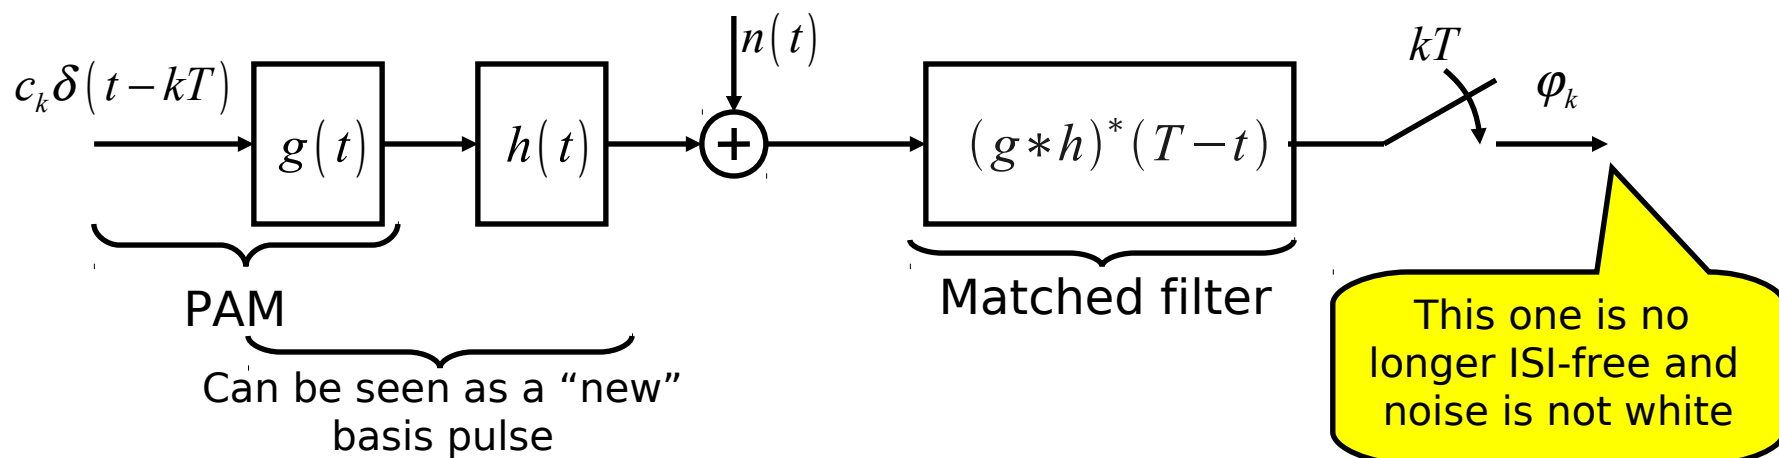 n(t)
kT
c_k δ(t−kT)
φ_k
g(t)
h(t)
+
(g*h)*(T−t)
PAM
Matched filter
Can be seen as a “new”
basis pulse
This one is no
longer ISI-free and
noise is not white